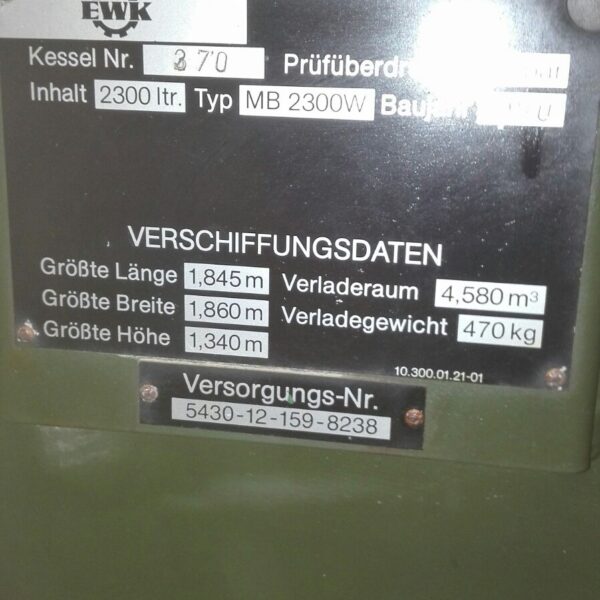 EWK
Kessel Nr. 370 Prüfüberdr
Inhalt 2300 ltr. Typ MB 2300W Bauja
VERSCHIFFUNGSDATEN
Größte Länge 1,845 m Verladeraum 4,580 m³
Größte Breite 1,860 m Verladegewicht 470 kg
Größte Höhe 1,340 m
10.300.01.21-01
Versorgungs-Nr.
5430-12-159-8238